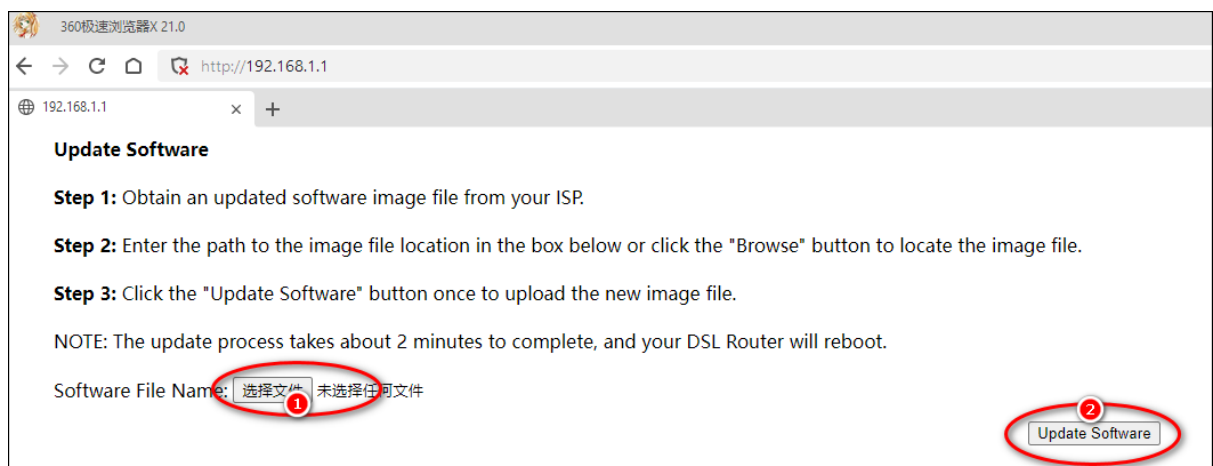 360极速浏览器X 21.0
http://192.168.1.1
192.168.1.1
Update Software
Step 1: Obtain an updated software image file from your ISP.
Step 2: Enter the path to the image file location in the box below or click the "Browse" button to locate the image file.
Step 3: Click the "Update Software" button once to upload the new image file.
NOTE: The update process takes about 2 minutes to complete, and your DSL Router will reboot.
Software File Name: 选择文件 未选择任何文件
1
2
Update Software